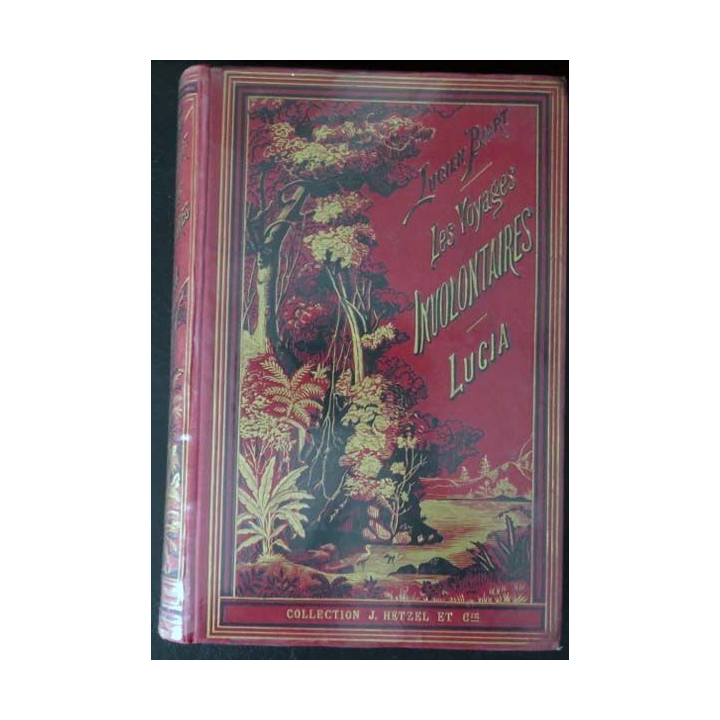 LUCIEN BIART
LES VOYAGES
INVOLONTAIRES
LUCIA
COLLECTION J. HETZEL ET CIE